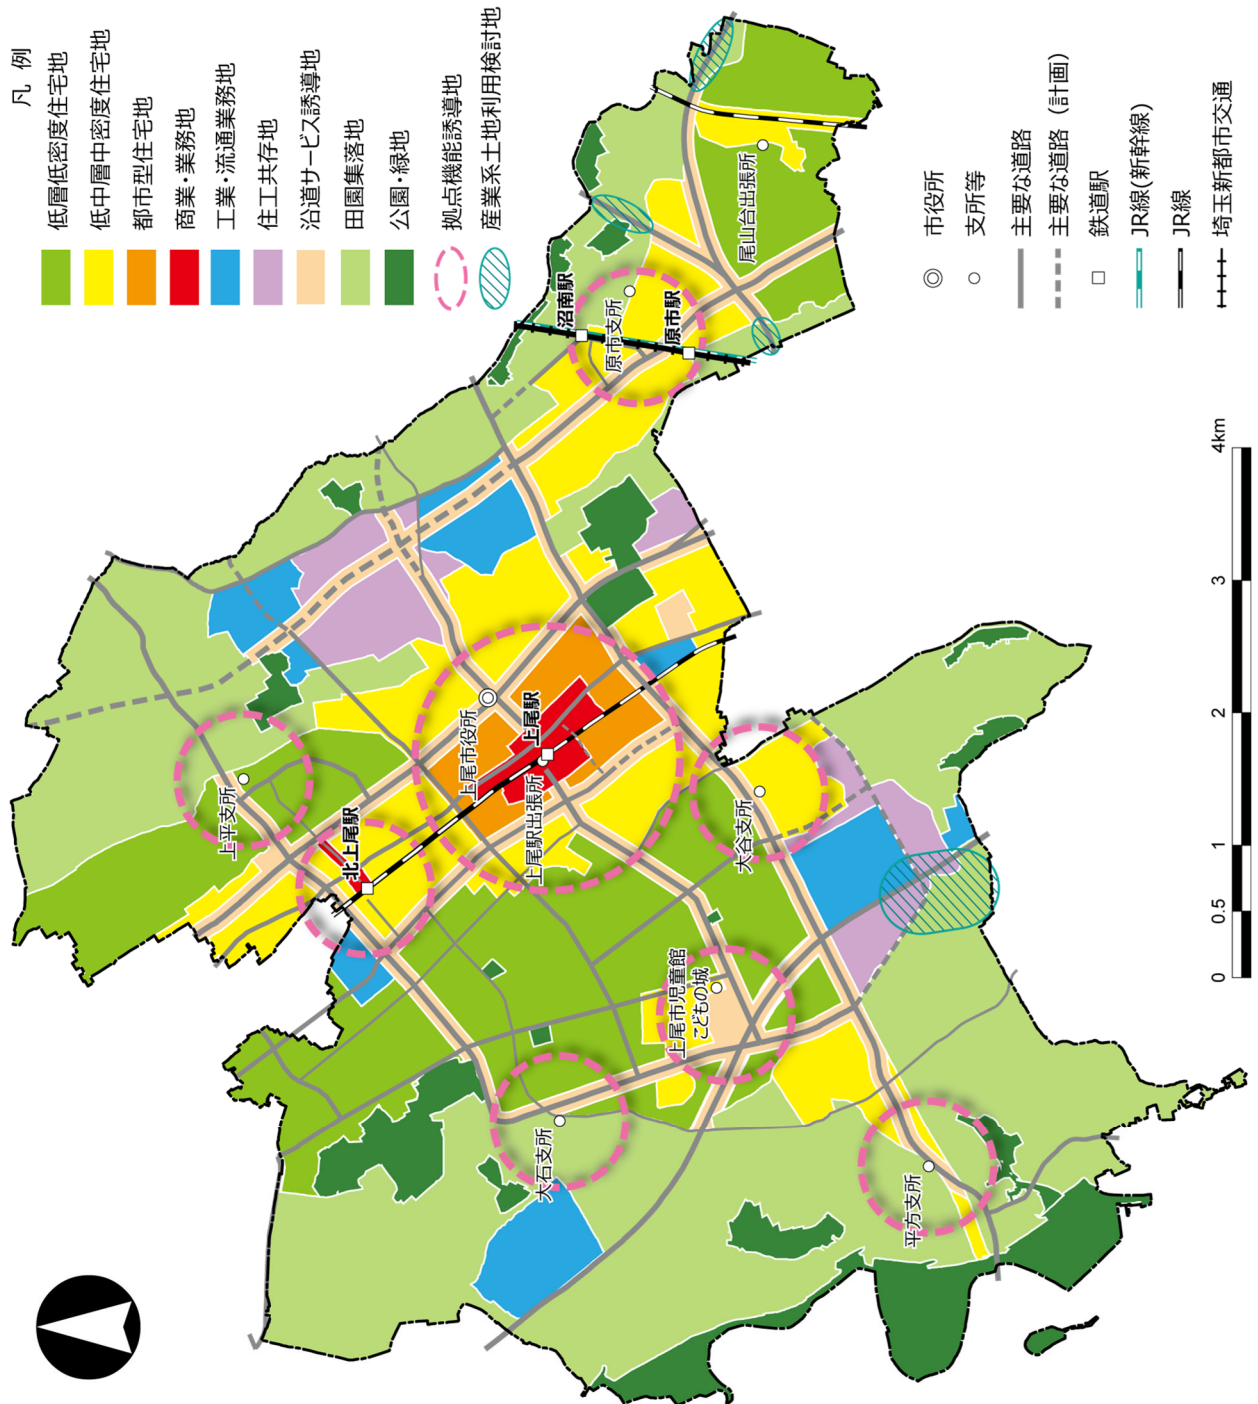 凡 例
低層低密度住宅地
低中層中密度住宅地
都市型住宅地
商業・業務地
工業・流通業務地
住工共存地
沿道サービス誘導地
田園集落地
公園・緑地
拠点機能誘導地
産業系土地利用検討地
市役所
支所等
主要な道路
主要な道路（計画）
鉄道駅
JR線(新幹線)
JR線
埼玉新都市交通
上平支所
北上尾駅
上尾市役所
上尾駅
上尾駅出張所
沼南駅
原市支所
原市駅
尾山台出張所
大谷支所
上尾市児童館
こどもの城
大石支所
平方支所
0
0.5
1
2
3
4km